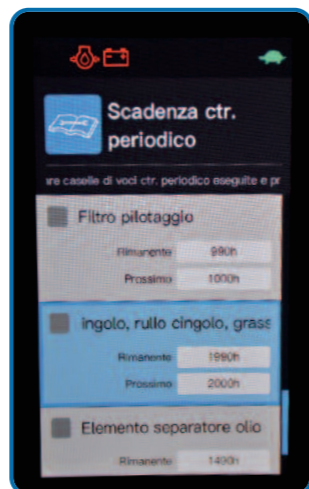 Scadenza ctr.
periodico
are caselle di voci ctr. periodico eseguite e pr
Filtro pilotaggio
Rimanente 990h
Prossimo 1000h
ingolo, rullo cingolo, grass
Rimanente 1990h
Prossimo 2000h
Elemento separatore olio
Rimanente 1490h